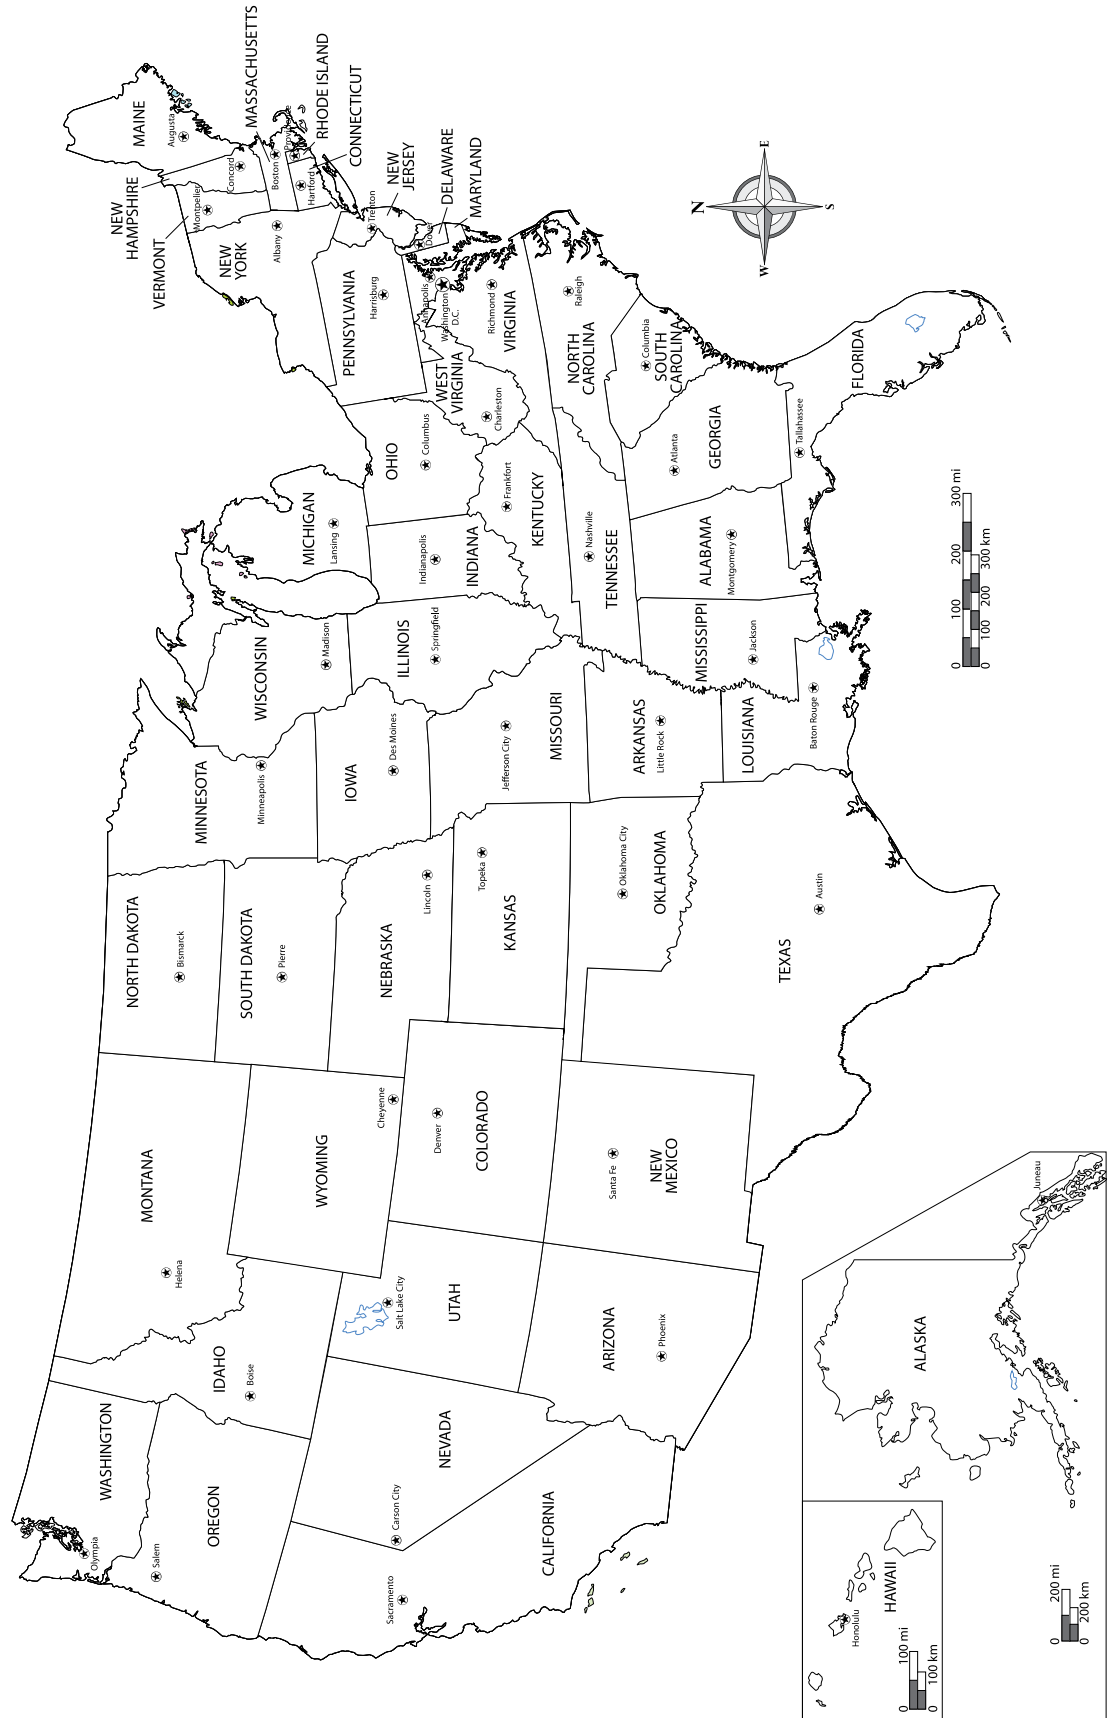 WASHINGTON
Olympia
OREGON
Salem
CALIFORNIA
Sacramento
NEVADA
Carson City
IDAHO
Boise
MONTANA
Helena
WYOMING
Cheyenne
UTAH
Salt Lake City
ARIZONA
Phoenix
COLORADO
Denver
NEW
MEXICO
Santa Fe
NORTH DAKOTA
Bismarck
SOUTH DAKOTA
Pierre
NEBRASKA
Lincoln
KANSAS
Topeka
OKLAHOMA
Oklahoma City
TEXAS
Austin
MINNESOTA
Minneapolis
IOWA
Des Moines
MISSOURI
Jefferson City
ARKANSAS
Little Rock
LOUISIANA
Baton Rouge
WISCONSIN
Madison
ILLINOIS
Springfield
MICHIGAN
Lansing
INDIANA
Indianapolis
OHIO
Columbus
KENTUCKY
Frankfort
TENNESSEE
Nashville
MISSISSIPPI
Jackson
ALABAMA
Montgomery
GEORGIA
Atlanta
FLORIDA
Tallahassee
SOUTH
CAROLINA
Columbia
NORTH
CAROLINA
Raleigh
VIRGINIA
Richmond
WEST
VIRGINIA
Charleston
Washington
D.C.
Annapolis
MARYLAND
DELAWARE
Dover
PENNSYLVANIA
Harrisburg
NEW
JERSEY
Trenton
NEW
YORK
Albany
CONNECTICUT
Hartford
RHODE ISLAND
Providence
MASSACHUSETTS
Boston
VERMONT
Montpelier
NEW
HAMPSHIRE
Concord
MAINE
Augusta
ALASKA
Juneau
HAWAII
Honolulu
N
E
S
W
0 100 200 300 mi
0 100 200 300 km
0 200 mi
0 200 km
0 100 mi
0 100 km